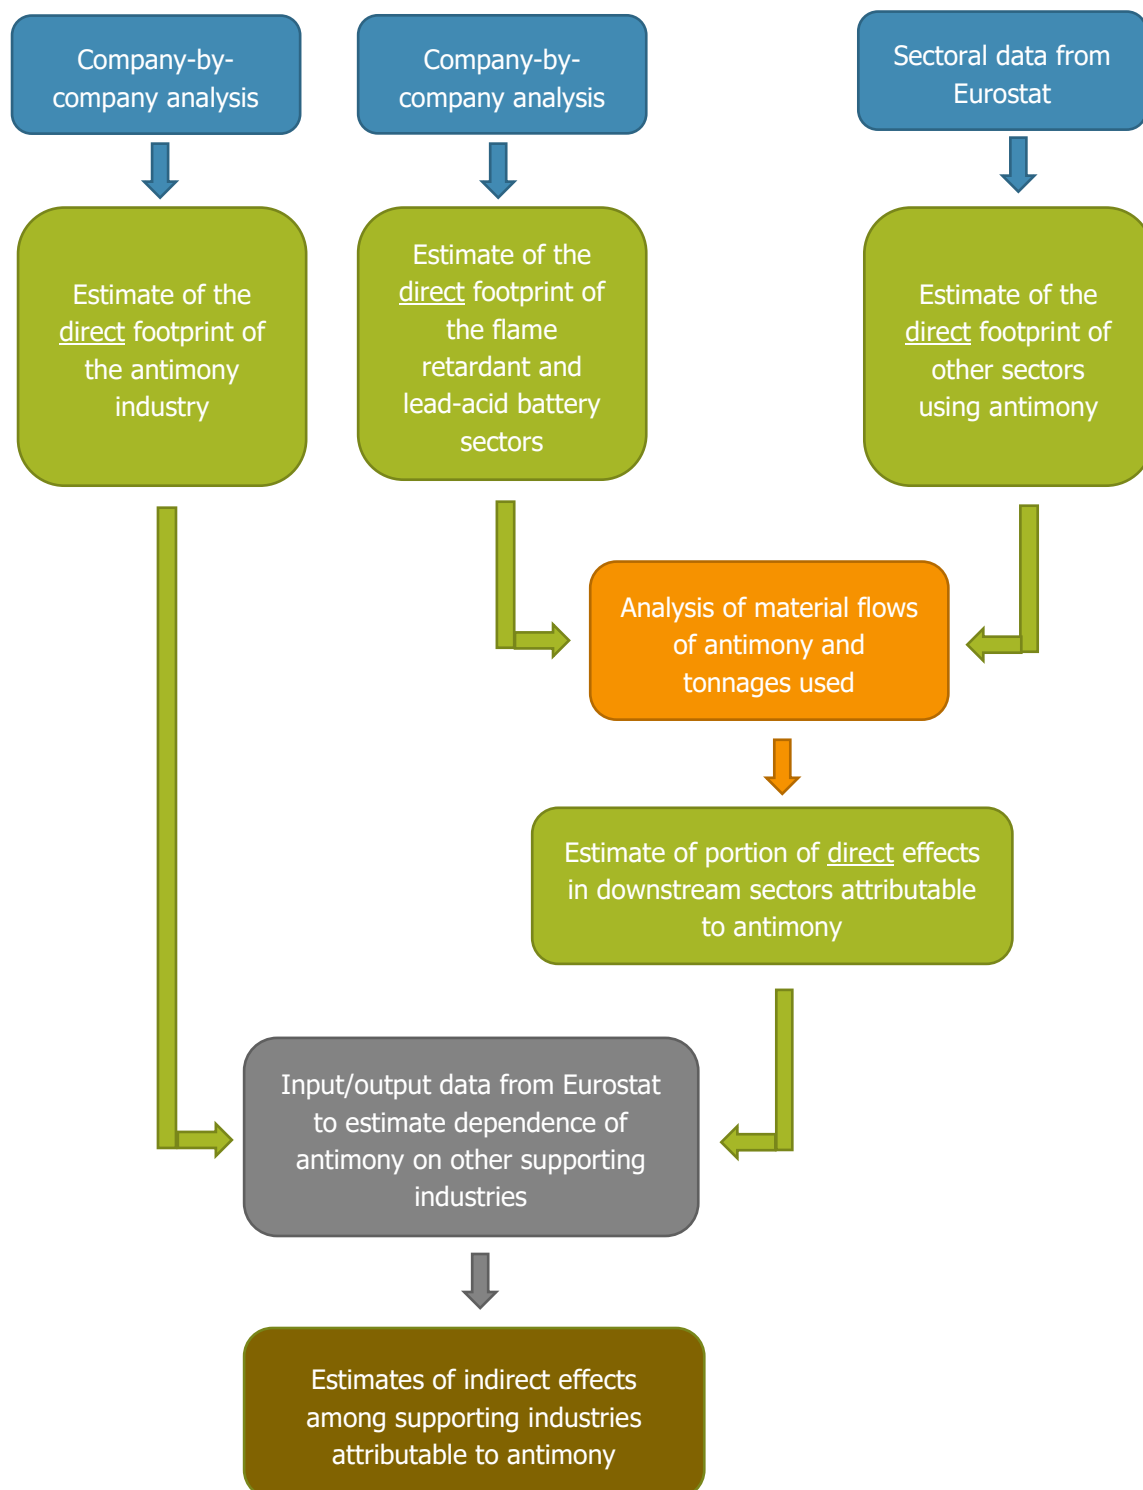 Company-by-
company analysis
Company-by-
company analysis
Sectoral data from
Eurostat
Estimate of the
direct footprint of
the antimony
industry
Estimate of the
direct footprint of
the flame
retardant and
lead-acid battery
sectors
Estimate of the
direct footprint of
other sectors
using antimony
Analysis of material flows
of antimony and
tonnages used
Estimate of portion of direct effects
in downstream sectors attributable
to antimony
Input/output data from Eurostat
to estimate dependence of
antimony on other supporting
industries
Estimates of indirect effects
among supporting industries
attributable to antimony